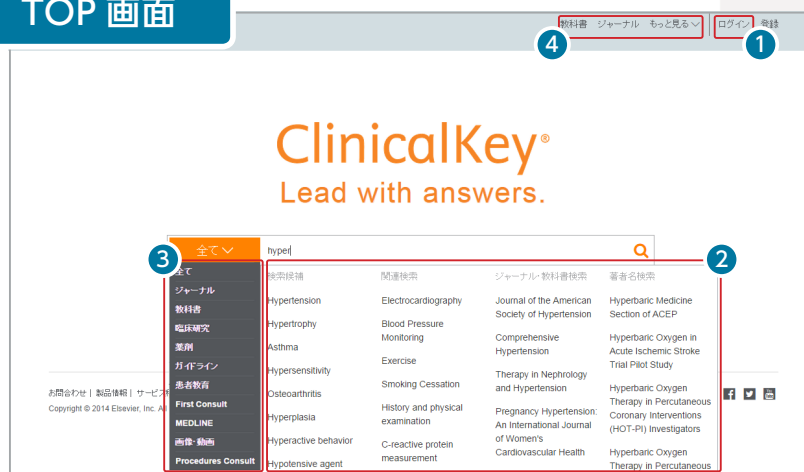 TOP 画面
教科書 ジャーナル もっと見る ログイン 登録
4 1
ClinicalKey®
Lead with answers.
全て hyper
3 2
全て
ジャーナル
教科書
臨床研究
薬剤
ガイドライン
患者教育
First Consult
MEDLINE
画像・動画
Procedures Consult
検索候補
Hypertension
Hypertrophy
Asthma
Hypersensitivity
Osteoarthritis
Hyperplasia
Hyperactive behavior
Hypotensive agent
関連検索
Electrocardiography
Blood Pressure
Monitoring
Exercise
Smoking Cessation
History and physical
examination
C-reactive protein
measurement
ジャーナル・教科書検索
Journal of the American
Society of Hypertension
Comprehensive
Hypertension
Therapy in Nephrology
and Hypertension
Pregnancy Hypertension:
An International Journal
of Women's
Cardiovascular Health
著者名検索
Hyperbaric Medicine
Section of ACEP
Hyperbaric Oxygen in
Acute Ischemic Stroke
Trial Pilot Study
Hyperbaric Oxygen
Therapy in Percutaneous
Coronary Interventions
(HOT-PI) Investigators
Hyperbaric Oxygen
Therapy in Percutaneous
お問合わせ | 製品情報 | サービス
Copyright © 2014 Elsevier, Inc. All